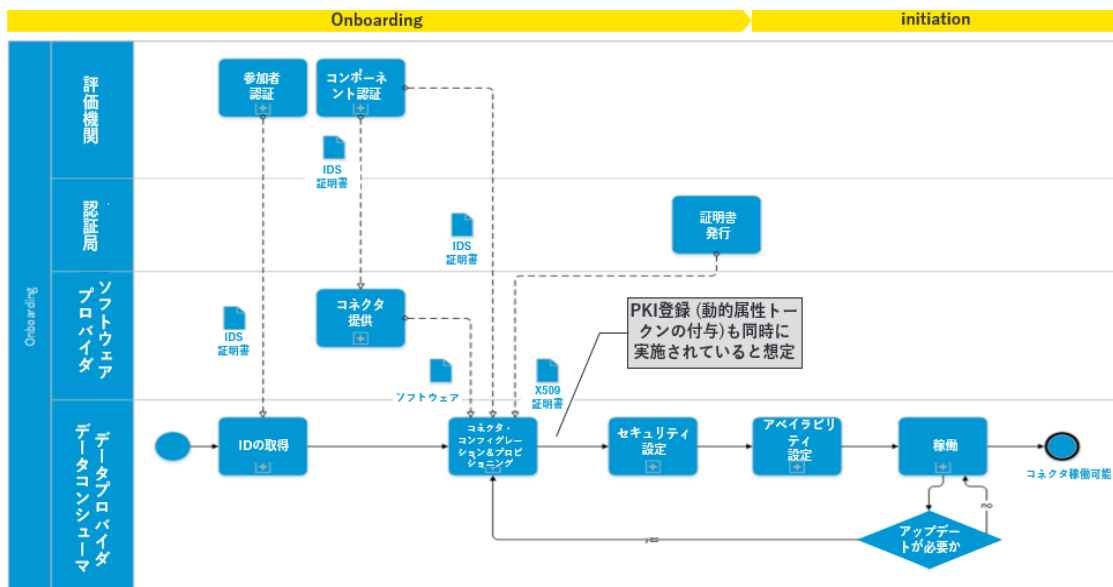 Onboarding
initiation
Onboarding
評価機関
参加者
認証
コンポーネ
ント認証
IDS
証明書
認証局
IDS
証明書
証明書
発行
ソフトウェア
プロバイダ
IDS
証明書
コネクタ
提供
ソフトウェア
X509
証明書
PKI登録 (動的属性トー
クンの付与)も同時に
実施されていると想定
データプロバイダ
データコンシューマ
IDの取得
コネクタ・
コンフィグレー
ション&プロビ
ジョニング
セキュリティ
設定
アベイラビリ
ティ
設定
稼働
コネクタ稼働可能
アップデー
トが必要か
yes
no